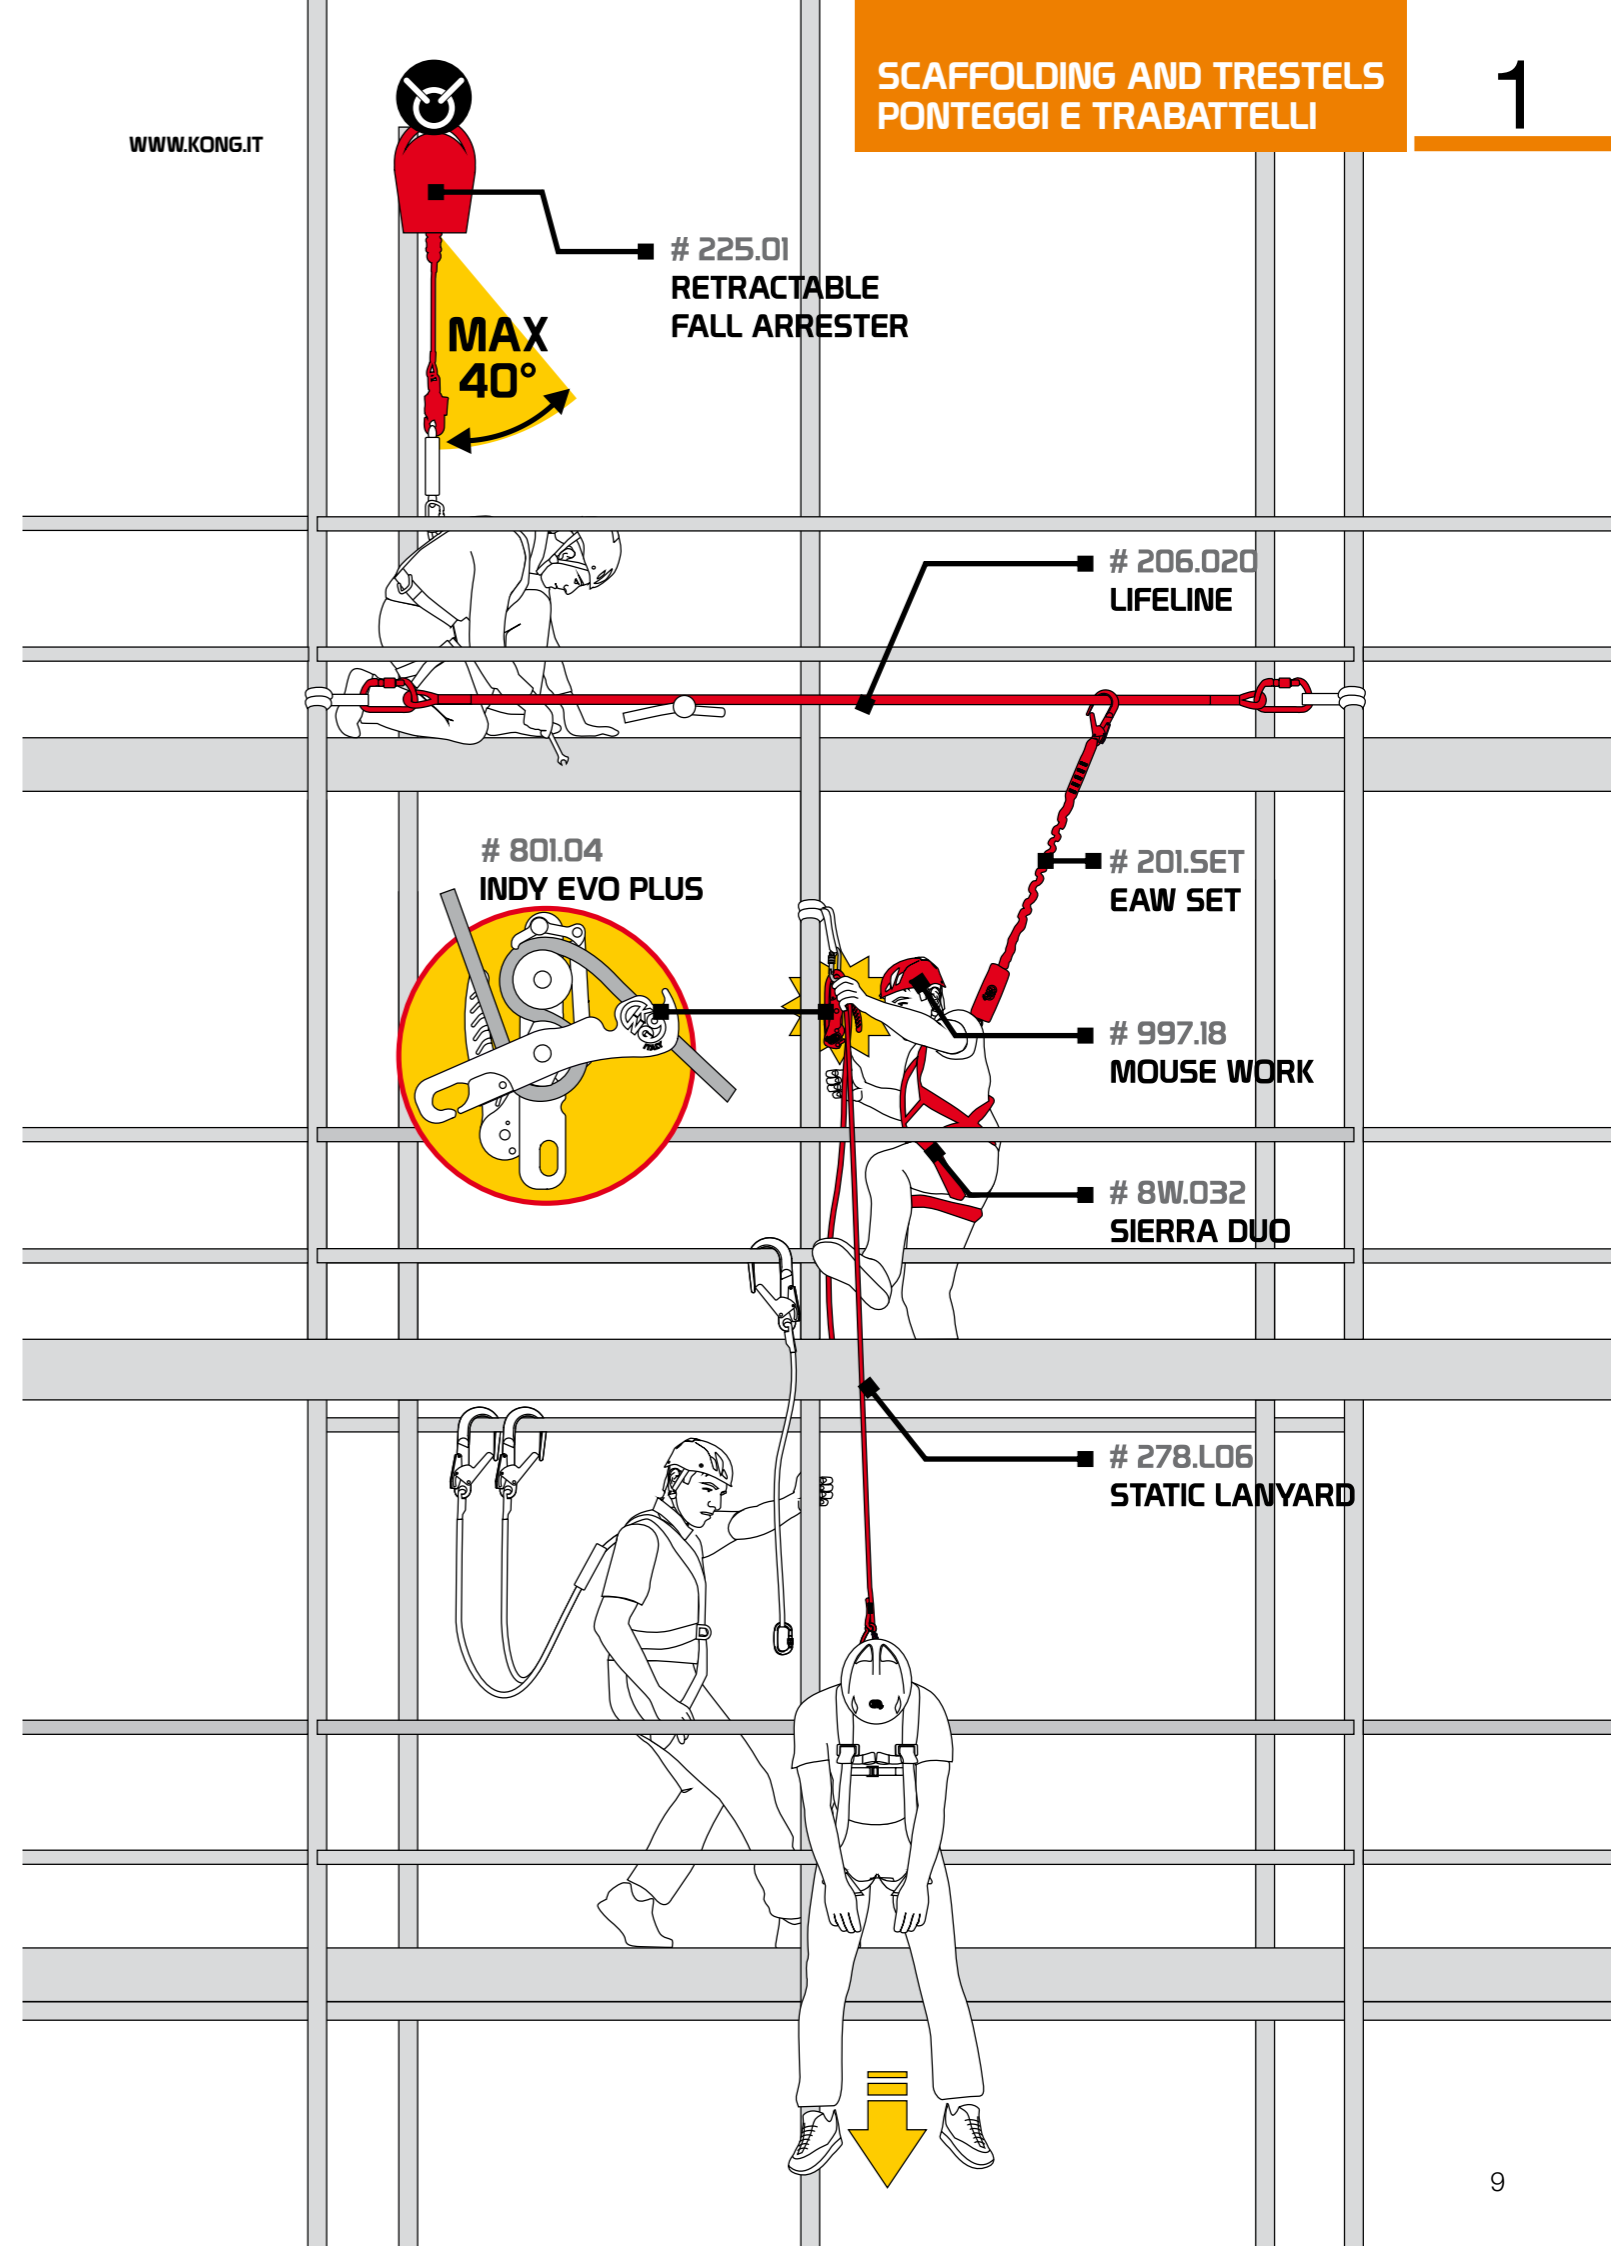 WWW.KONG.IT
SCAFFOLDING AND TRESTELS
PONTEGGI E TRABATTELLI
1
# 225.01
RETRACTABLE
FALL ARRESTER
MAX
40°
# 206.020
LIFELINE
# 801.04
INDY EVO PLUS
# 201.SET
EAW SET
ITALY
# 997.18
MOUSE WORK
# 8W.032
SIERRA DUO
# 278.L06
STATIC LANYARD
9